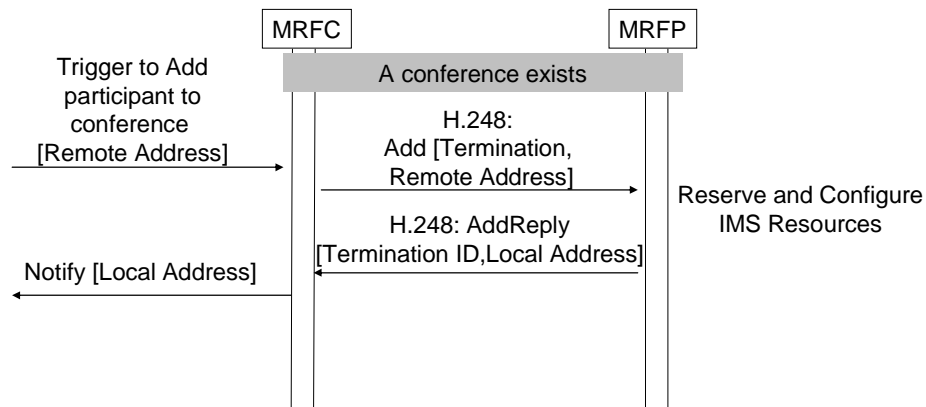 MRFC
MRFP
A conference exists
Trigger to Add
participant to
conference
[Remote Address]
H.248:
Add [Termination,
Remote Address]
Reserve and Configure
IMS Resources
H.248: AddReply
[Termination ID,Local Address]
Notify [Local Address]